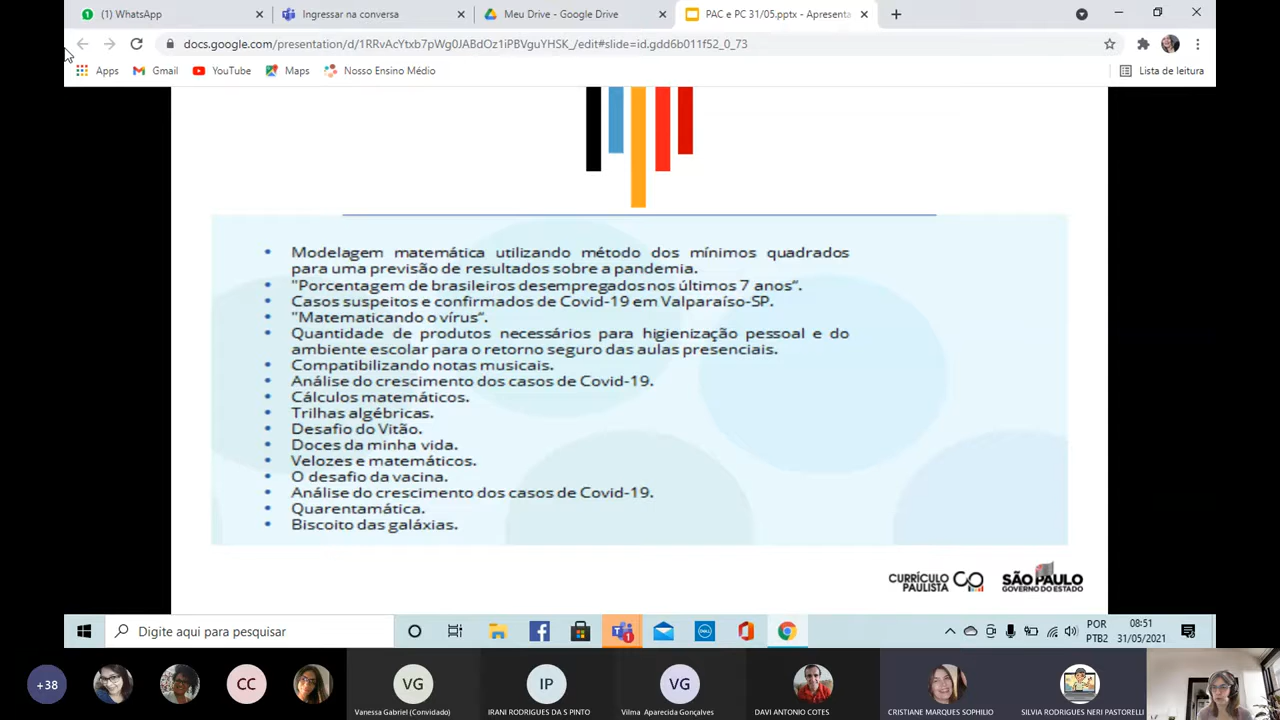 (1) WhatsApp
Ingressar na conversa
Meu Drive - Google Drive
PAC e PC 31/05.pptx - Apresenta
docs.google.com/presentation/d/1RRvAcYtxb7pWg0JABdOz1iPBVguYHSK_/edit#slide=id.gdd6b011f52_0_73
Apps
Gmail
YouTube
Maps
Nosso Ensino Médio
Lista de leitura
• Modelagem matemática utilizando método dos mínimos quadrados
para uma previsão de resultados sobre a pandemia.
• "Porcentagem de brasileiros desempregados nos últimos 7 anos“.
• Casos suspeitos e confirmados de Covid-19 em Valparaíso-SP.
• "Matematicando o vírus“.
• Quantidade de produtos necessários para higienização pessoal e do
ambiente escolar para o retorno seguro das aulas presenciais.
• Compatibilizando notas musicais.
• Análise do crescimento dos casos de Covid-19.
• Cálculos matemáticos.
• Trilhas algébricas.
• Desafio do Vitão.
• Doces da minha vida.
• Velozes e matemáticos.
• O desafio da vacina.
• Análise do crescimento dos casos de Covid-19.
• Quarentamática.
• Biscoito das galáxias.
CURRÍCULO
PAULISTA
SÃO PAULO
GOVERNO DO ESTADO
Digite aqui para pesquisar
DELL
POR
PTB2
08:51
31/05/2021
+38
CC
VG
Vanessa Gabriel (Convidado)
IP
IRANI RODRIGUES DA S PINTO
VG
Vilma Aparecida Gonçalves
DAVI ANTONIO COTES
CRISTIANE MARQUES SOPHILIO
SILVIA RODRIGUES NERI PASTORELLI